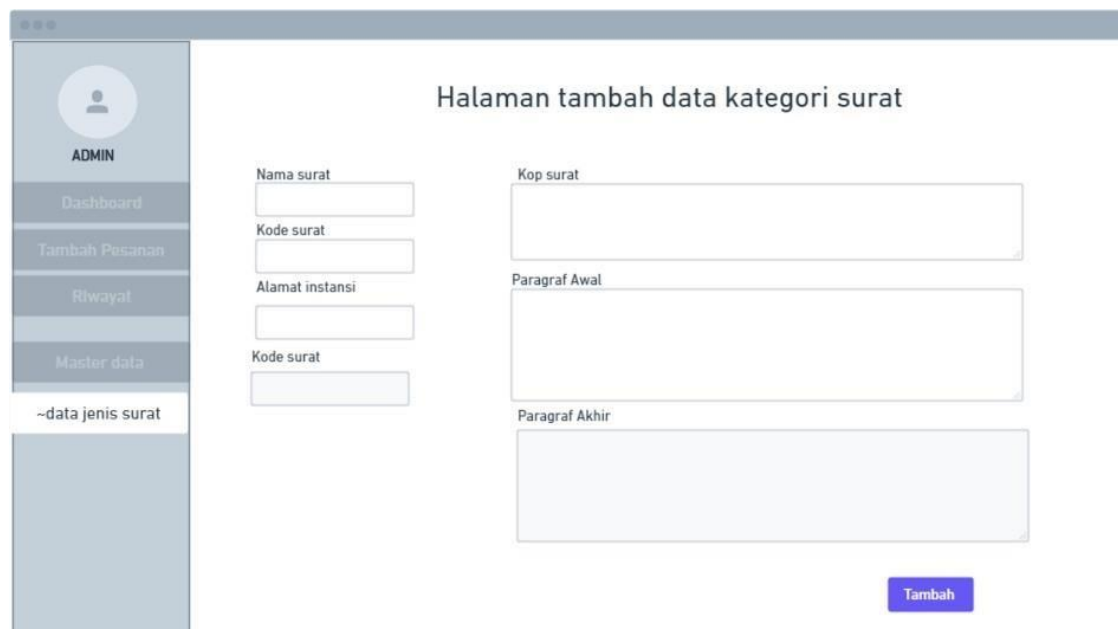 ADMIN
Dashboard
Tambah Pesanan
RIwayat
Master data
~data jenis surat
Halaman tambah data kategori surat
Nama surat
Kode surat
Alamat instansi
Kode surat
Kop surat
Paragraf Awal
Paragraf Akhir
Tambah